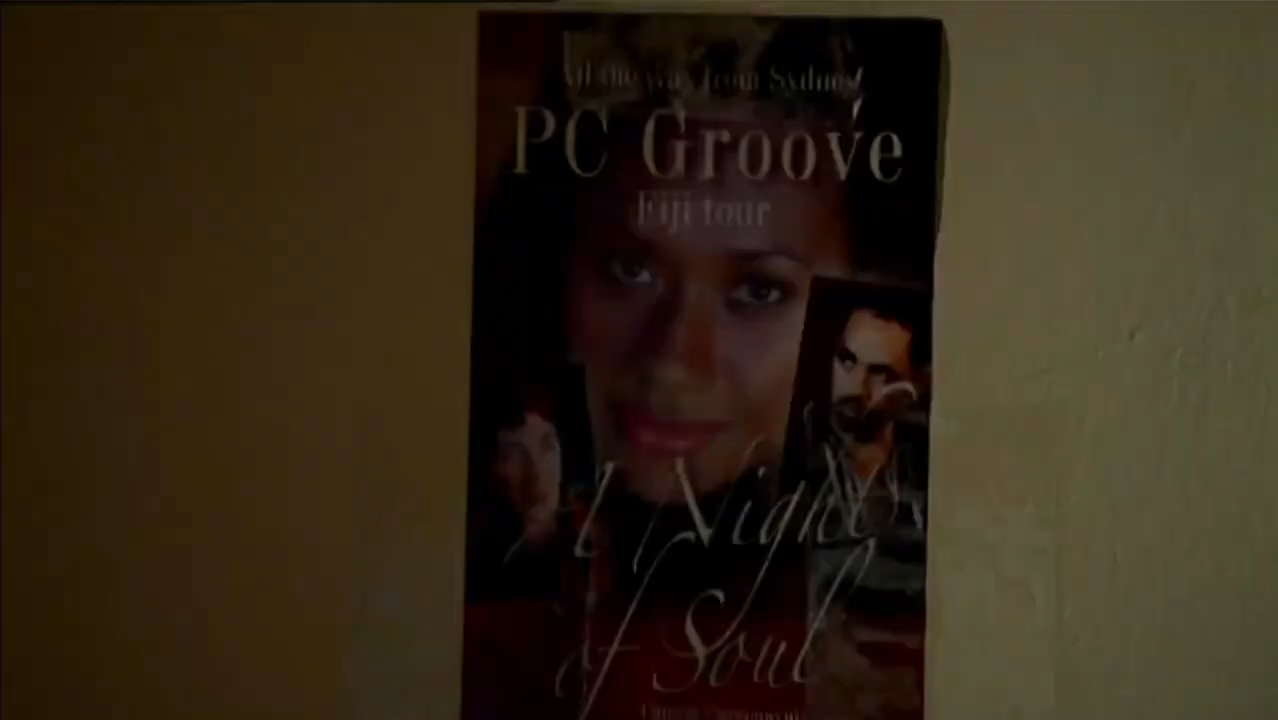 All the way from Sydney
PC Groove
Fiji tour
A Night
of Soul